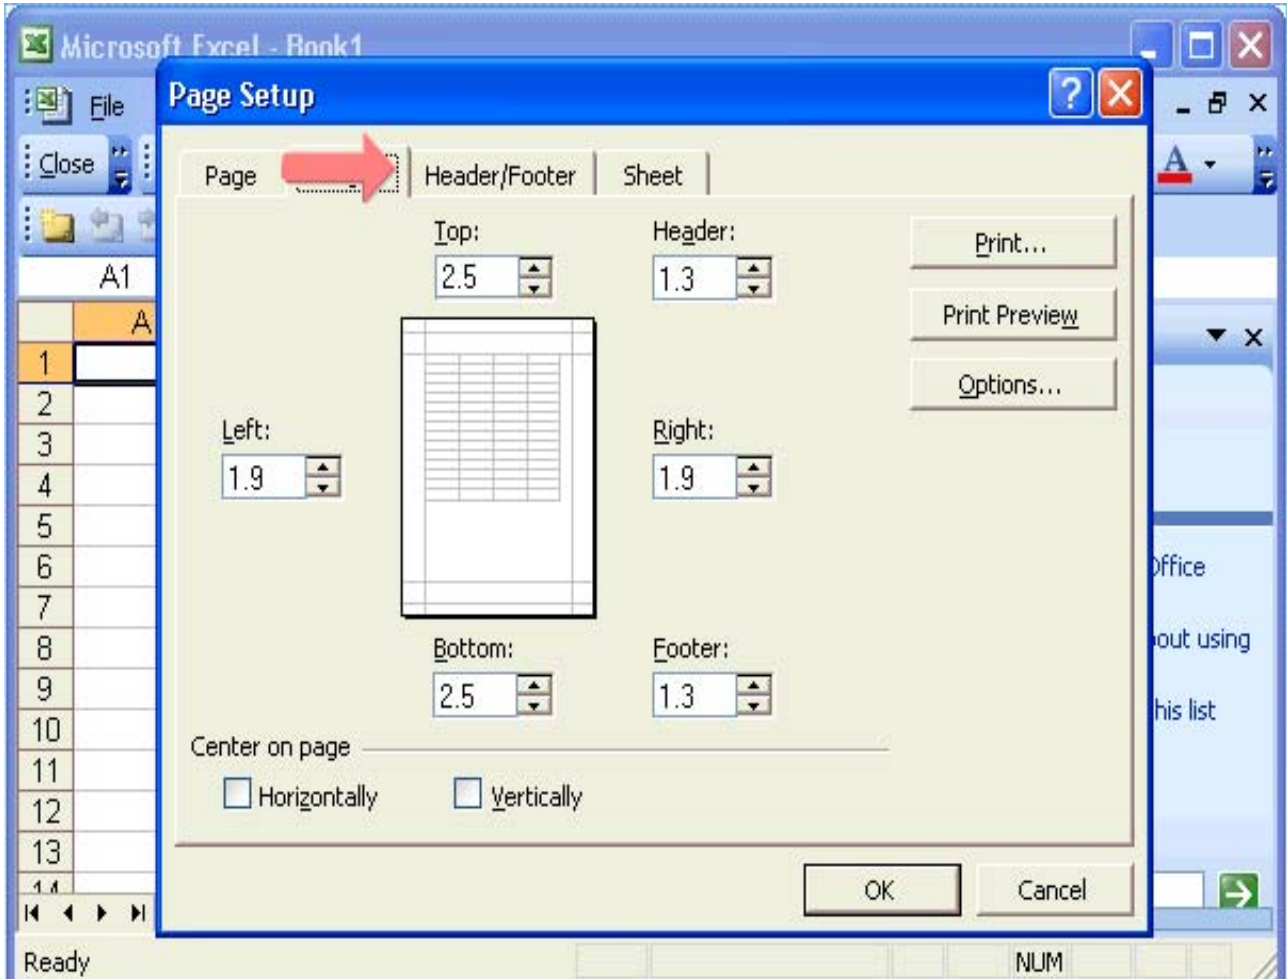 Microsoft Excel - Book1
Page Setup
File
Close
Page
Header/Footer
Sheet
A
A1
Top:
2.5
Header:
1.3
Print...
Print Preview
Options...
A
1
2
3
4
5
6
7
8
9
10
11
12
13
14
Left:
1.9
Right:
1.9
Bottom:
2.5
Footer:
1.3
Office
out using
his list
Center on page
Horizontally
Vertically
OK
Cancel
Ready
NUM